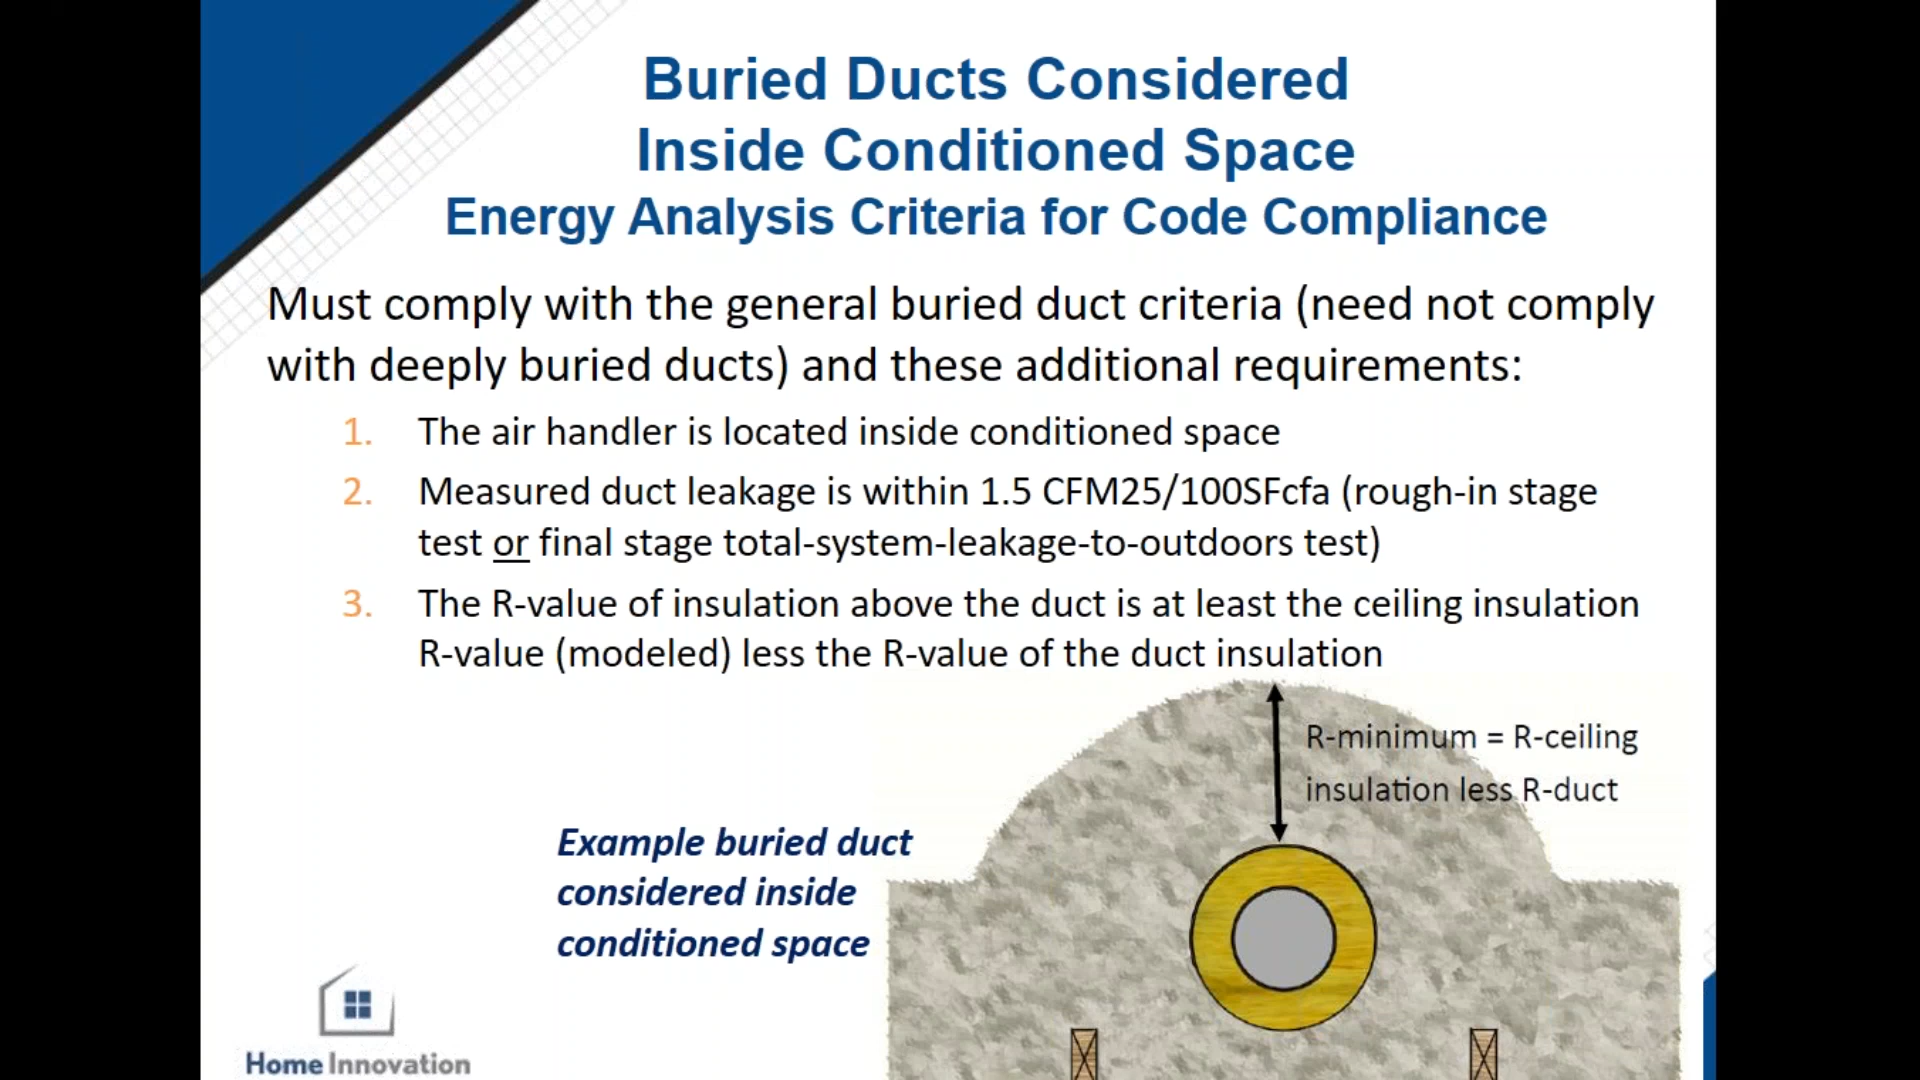 Buried Ducts Considered
Inside Conditioned Space
Energy Analysis Criteria for Code Compliance
Must comply with the general buried duct criteria (need not comply
with deeply buried ducts) and these additional requirements:
1. The air handler is located inside conditioned space
2. Measured duct leakage is within 1.5 CFM25/100SFcfa (rough-in stage
test or final stage total-system-leakage-to-outdoors test)
3. The R-value of insulation above the duct is at least the ceiling insulation
R-value (modeled) less the R-value of the duct insulation
R-minimum = R-ceiling
insulation less R-duct
Example buried duct
considered inside
conditioned space
Home Innovation